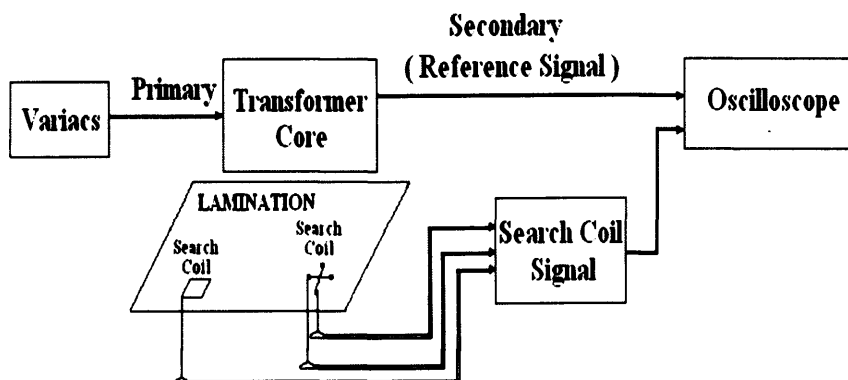 Secondary
( Reference Signal )
Primary
Variacs
Transformer
Core
Oscilloscope
LAMINATION
Search
Coil
Search
Coil
Search Coil
Signal